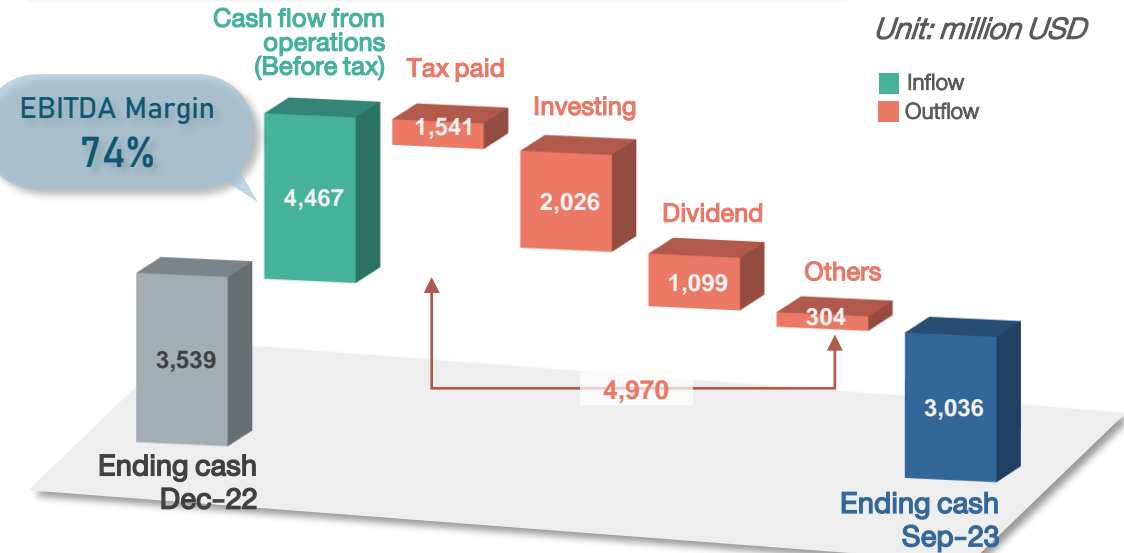 Cash flow from
operations
(Before tax)
Unit: million USD
Inflow
Outflow
Tax paid
Investing
Dividend
Others
EBITDA Margin
74%
4,467
1,541
2,026
1,099
304
3,539
4,970
3,036
Ending cash
Dec-22
Ending cash
Sep-23